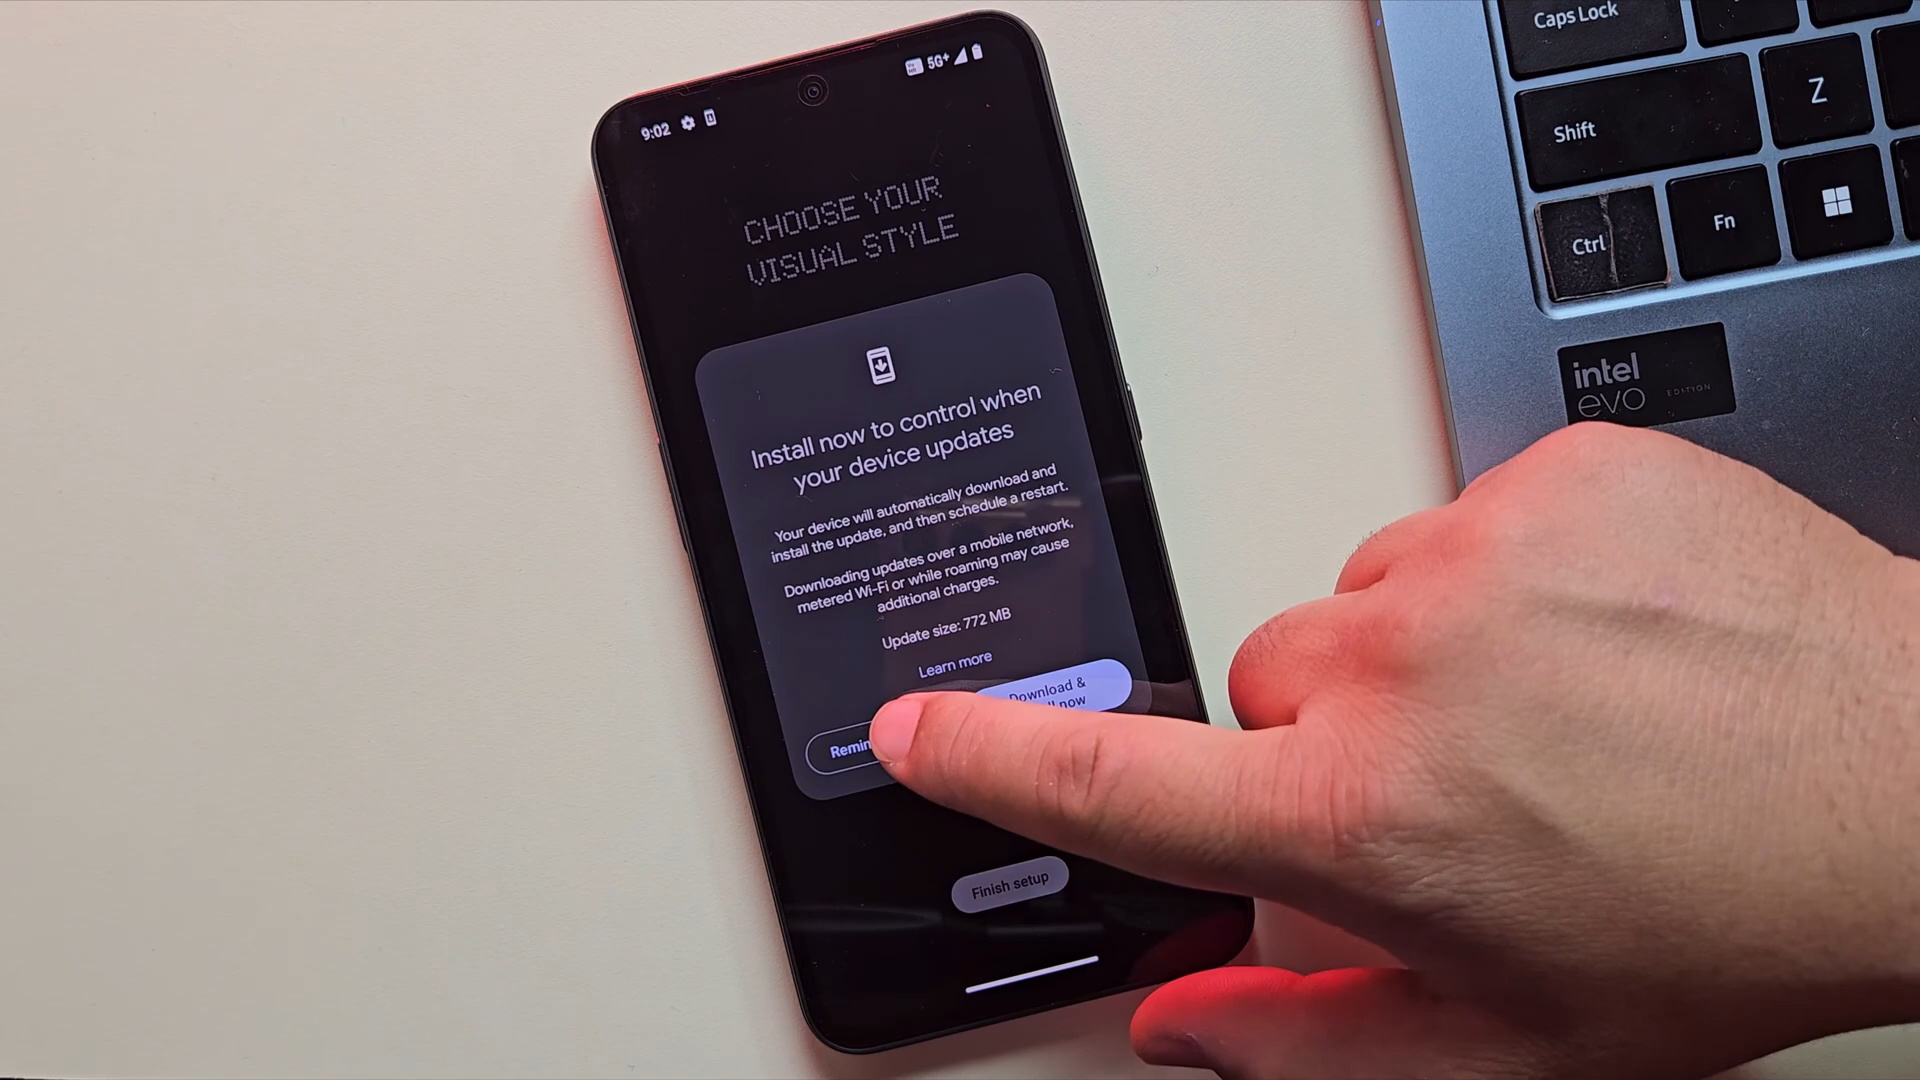 9:02
5G+
CHOOSE YOUR
VISUAL STYLE
Install now to control when
your device updates
Your device will automatically download and
install the update, and then schedule a restart.
Downloading updates over a mobile network,
metered Wi-Fi or while roaming may cause
additional charges.
Update size: 772 MB
Learn more
Download &
now
Finish setup
Caps Lock
Shift
Z
Ctrl
Fn
intel
evo EDITION